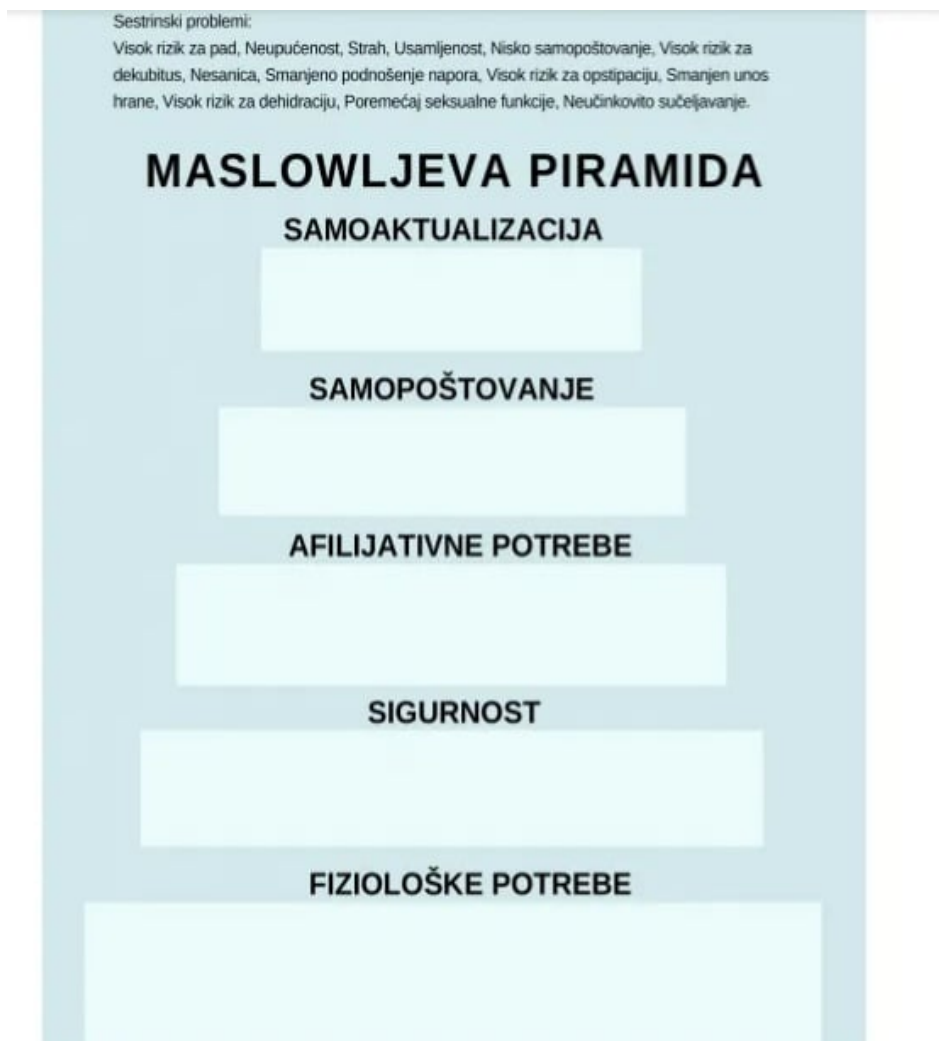 Sestrinski problemi:
Visok rizik za pad, Neupućenost, Strah, Usamljenost, Nisko samopoštovanje, Visok rizik za
dekubitus, Nesanica, Smanjeno podnošenje napora, Visok rizik za opstipaciju, Smanjen unos
hrane, Visok rizik za dehidraciju, Poremećaj seksualne funkcije, Neučinkovito sučeljavanje.
MASLOWLJEVA PIRAMIDA
SAMOAKTUALIZACIJA
SAMOPOŠTOVANJE
AFILIJATIVNE POTREBE
SIGURNOST
FIZIOLOŠKE POTREBE